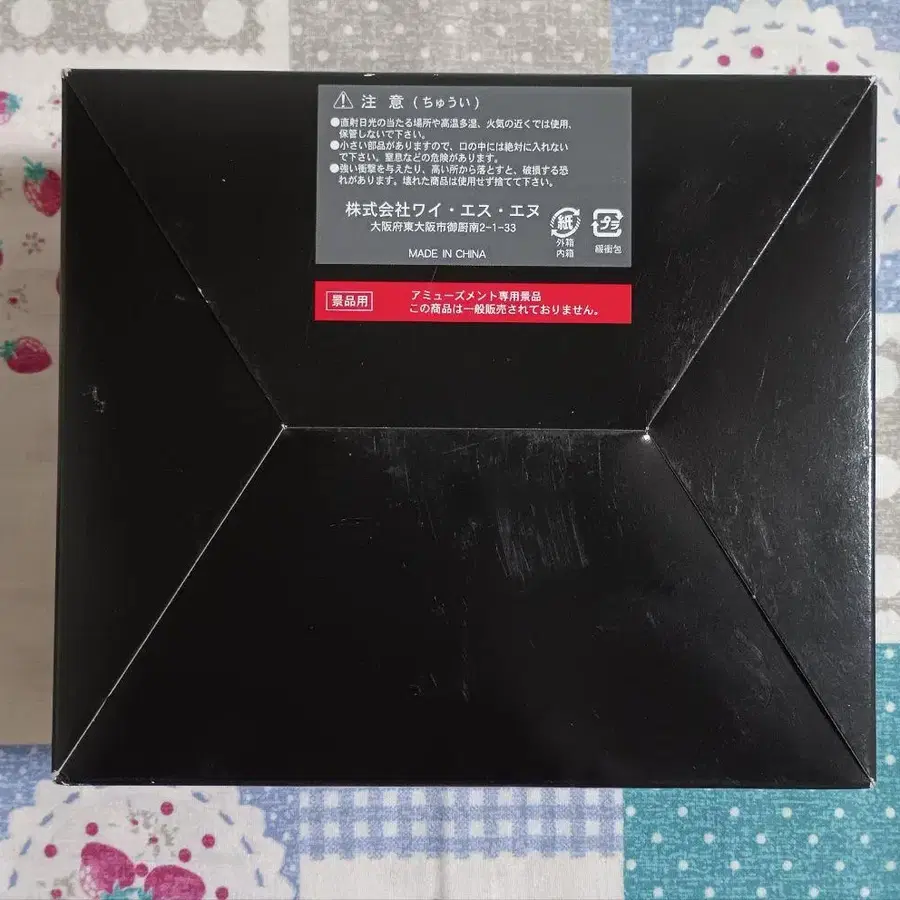 注 意 (ちゅうい)
●直射日光の当たる場所や高温多湿、火気の近くでは使用、
保管しないで下さい。
●小さい部品がありますので、口の中には絶対に入れない
で下さい。窒息などの危険があります。
●強い衝撃を与えたり、高い所から落とすと、破損する恐
れがあります。壊れた商品は使用せず捨てて下さい。
株式会社ワイ・エス・エヌ
大阪府東大阪市御厨南2-1-33
MADE IN CHINA
紙
外箱
内箱
プラ
緩衝包
景品用
アミューズメント専用景品
この商品は一般販売されておりません。